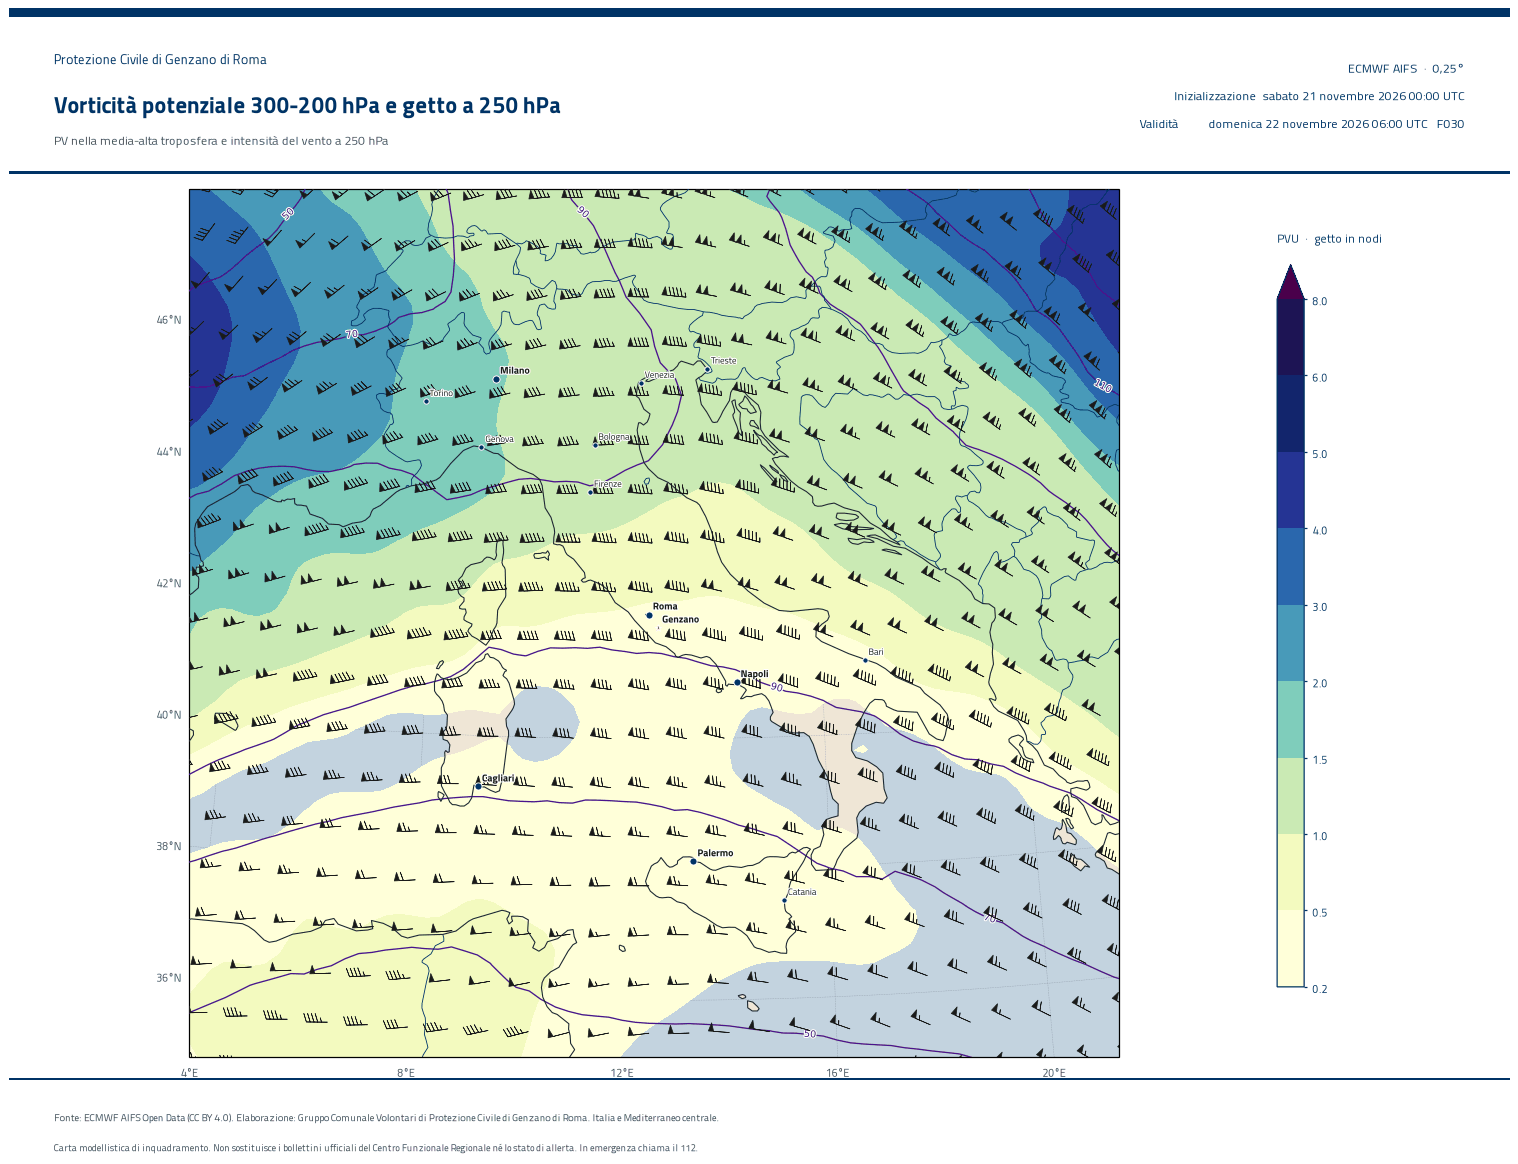 Protezione Civile di Genzano di Roma
Vorticità potenziale 300-200 hPa e getto a 250 hPa
PV nella media-alta troposfera e intensità del vento a 250 hPa
ECMWF AIFS · 0,25°
Inizializzazione sabato 21 novembre 2026 00:00 UTC
Validità domenica 22 novembre 2026 06:00 UTC F030
PVU · getto in nodi
8.0
6.0
5.0
4.0
3.0
2.0
1.5
1.0
0.5
0.2
46°N
44°N
42°N
40°N
38°N
36°N
4°E
8°E
12°E
16°E
20°E
50
90
70
110
90
70
50
Trieste
Milano
Venezia
Torino
Genova
Bologna
Firenze
Roma
Genzano
Bari
Napoli
Cagliari
Palermo
Catania
Fonte: ECMWF AIFS Open Data (CC BY 4.0). Elaborazione: Gruppo Comunale Volontari di Protezione Civile di Genzano di Roma. Italia e Mediterraneo centrale.
Carta modellistica di inquadramento. Non sostituisce i bollettini ufficiali del Centro Funzionale Regionale né lo stato di allerta. In emergenza chiama il 112.